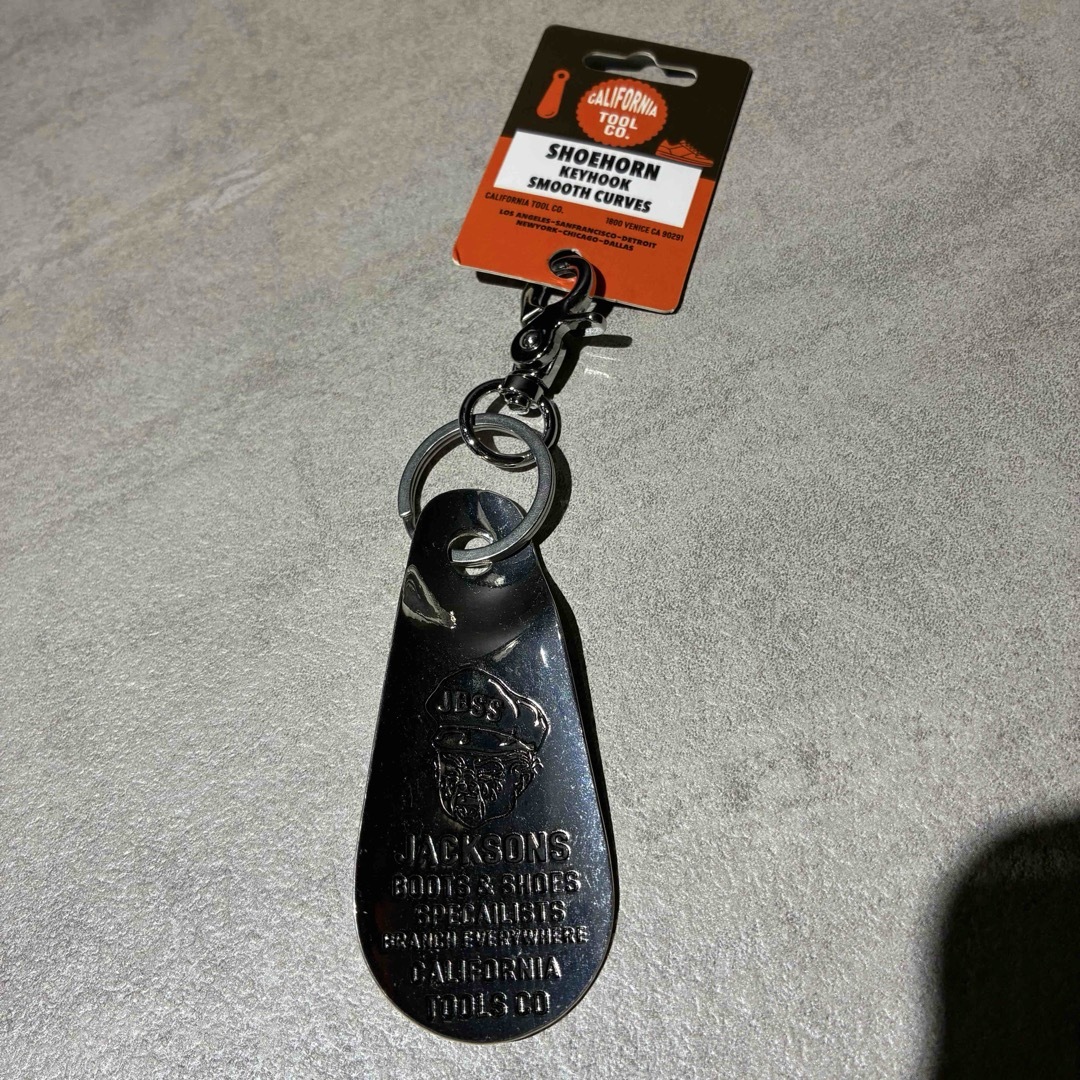 CALIFORNIA
TOOL
CO.
SHOEHORN
KEYHOOK
SMOOTH CURVES
CALIFORNIA TOOL CO. 1800 VENICE CA 90291
LOS ANGELES-SANFRANCISCO-DETROIT
NEWYORK-CHICAGO-DALLAS
JBSS
JACKSONS
BOOTS & SHOES
SPECAILISTS
BRANCH EVERYWHERE
CALIFORNIA
TOOLS CO